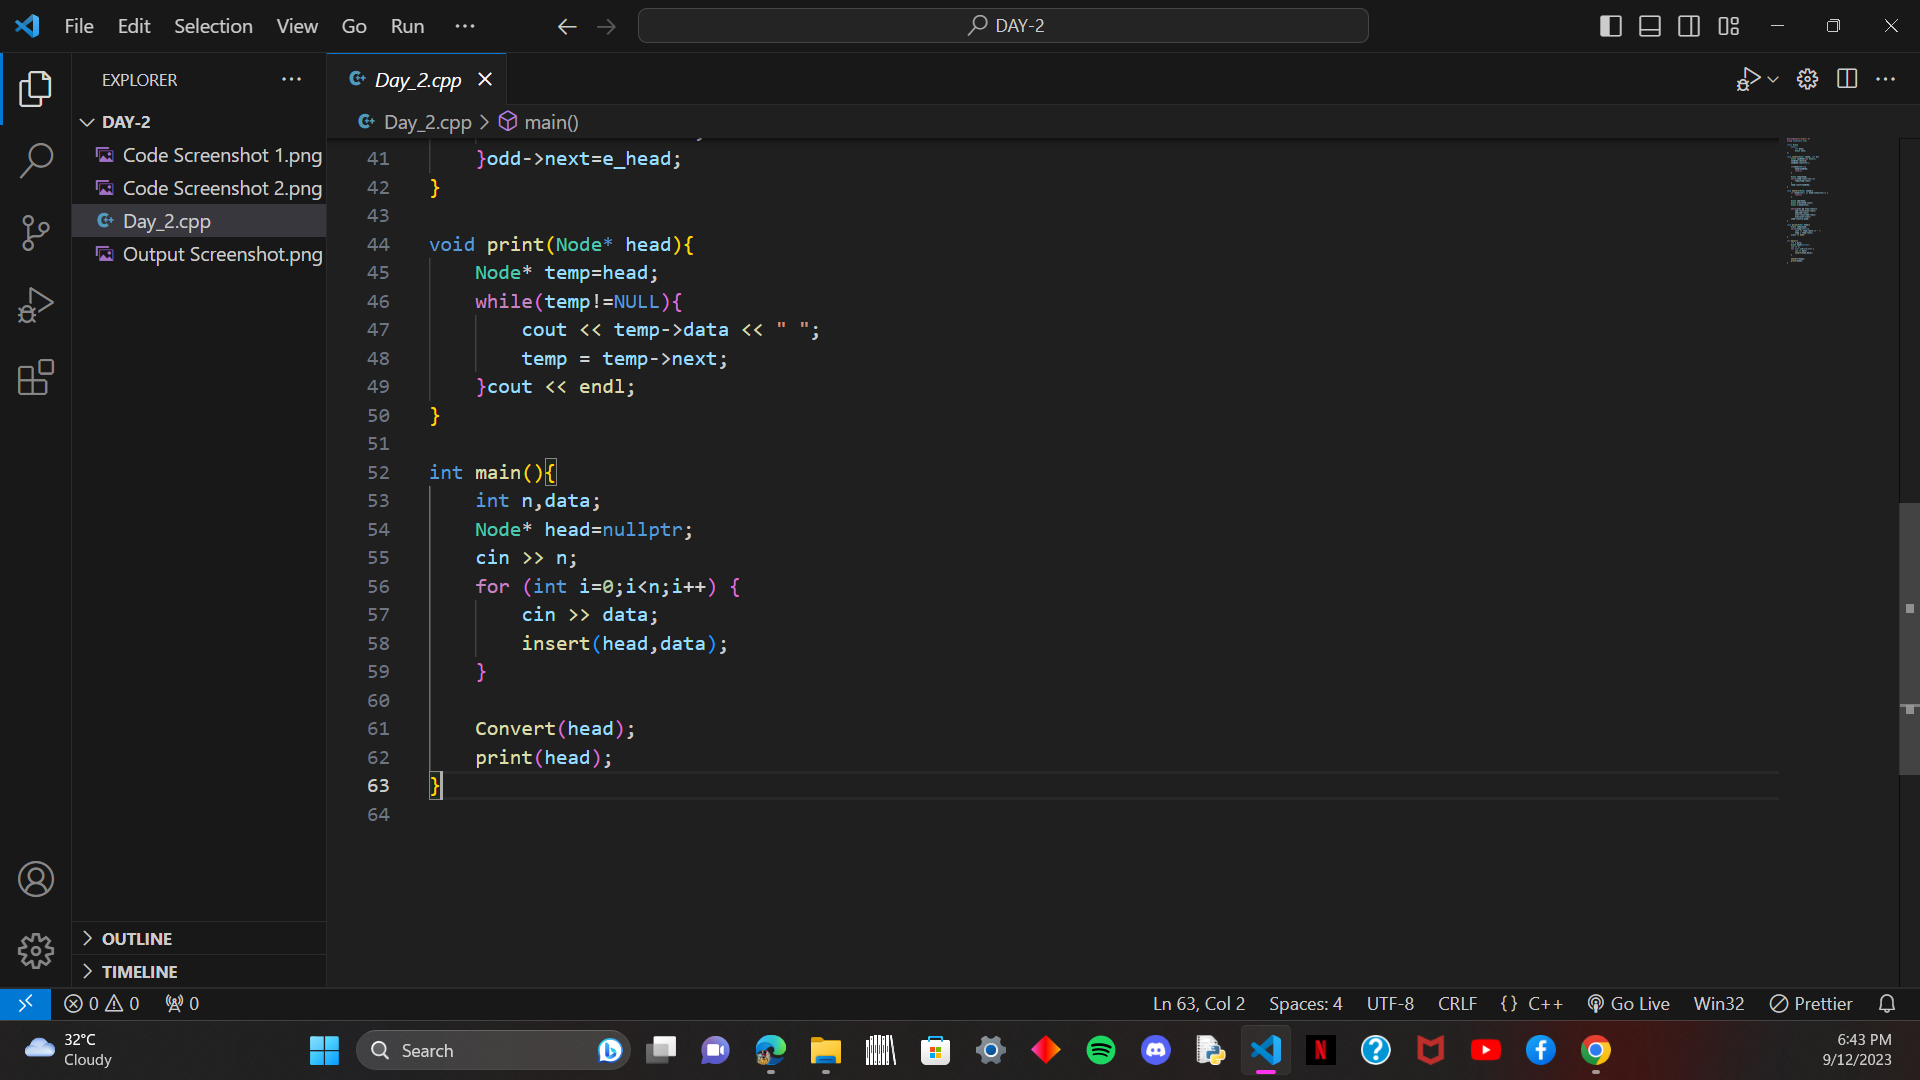 File Edit Selection View Go Run ···
DAY-2
EXPLORER
Day_2.cpp
DAY-2
Code Screenshot 1.png
Code Screenshot 2.png
Day_2.cpp
Output Screenshot.png
OUTLINE
TIMELINE
Day_2.cpp > main()
41 }odd->next=e_head;
42 }
43
44 void print(Node* head){
45 Node* temp=head;
46 while(temp!=NULL){
47 cout << temp->data << " ";
48 temp = temp->next;
49 }cout << endl;
50 }
51
52 int main(){
53 int n,data;
54 Node* head=nullptr;
55 cin >> n;
56 for (int i=0;i<n;i++) {
57 cin >> data;
58 insert(head,data);
59 }
60
61 Convert(head);
62 print(head);
63 }
64
0 0 0
Ln 63, Col 2 Spaces: 4 UTF-8 CRLF {} C++ Go Live Win32 Prettier
32°C
Cloudy
Search
N
?
6:43 PM
9/12/2023